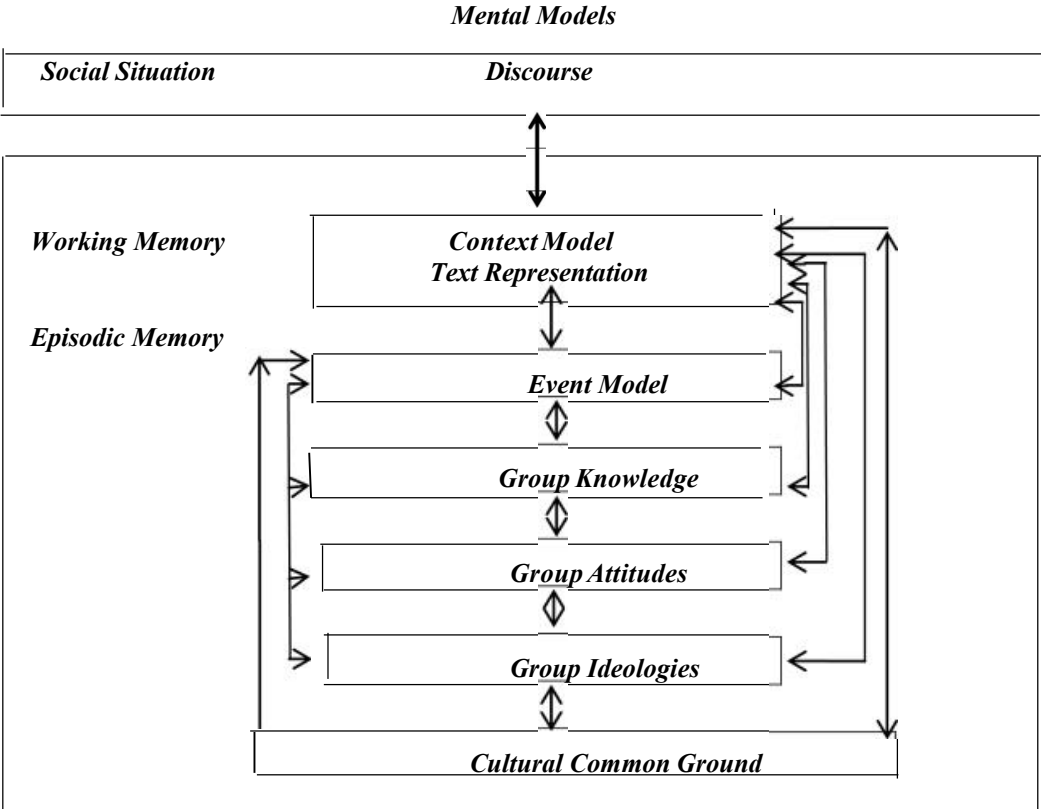 Mental Models
Social Situation Discourse
Working Memory Context Model
Text Representation
Episodic Memory
Event Model
Group Knowledge
Group Attitudes
Group Ideologies
Cultural Common Ground